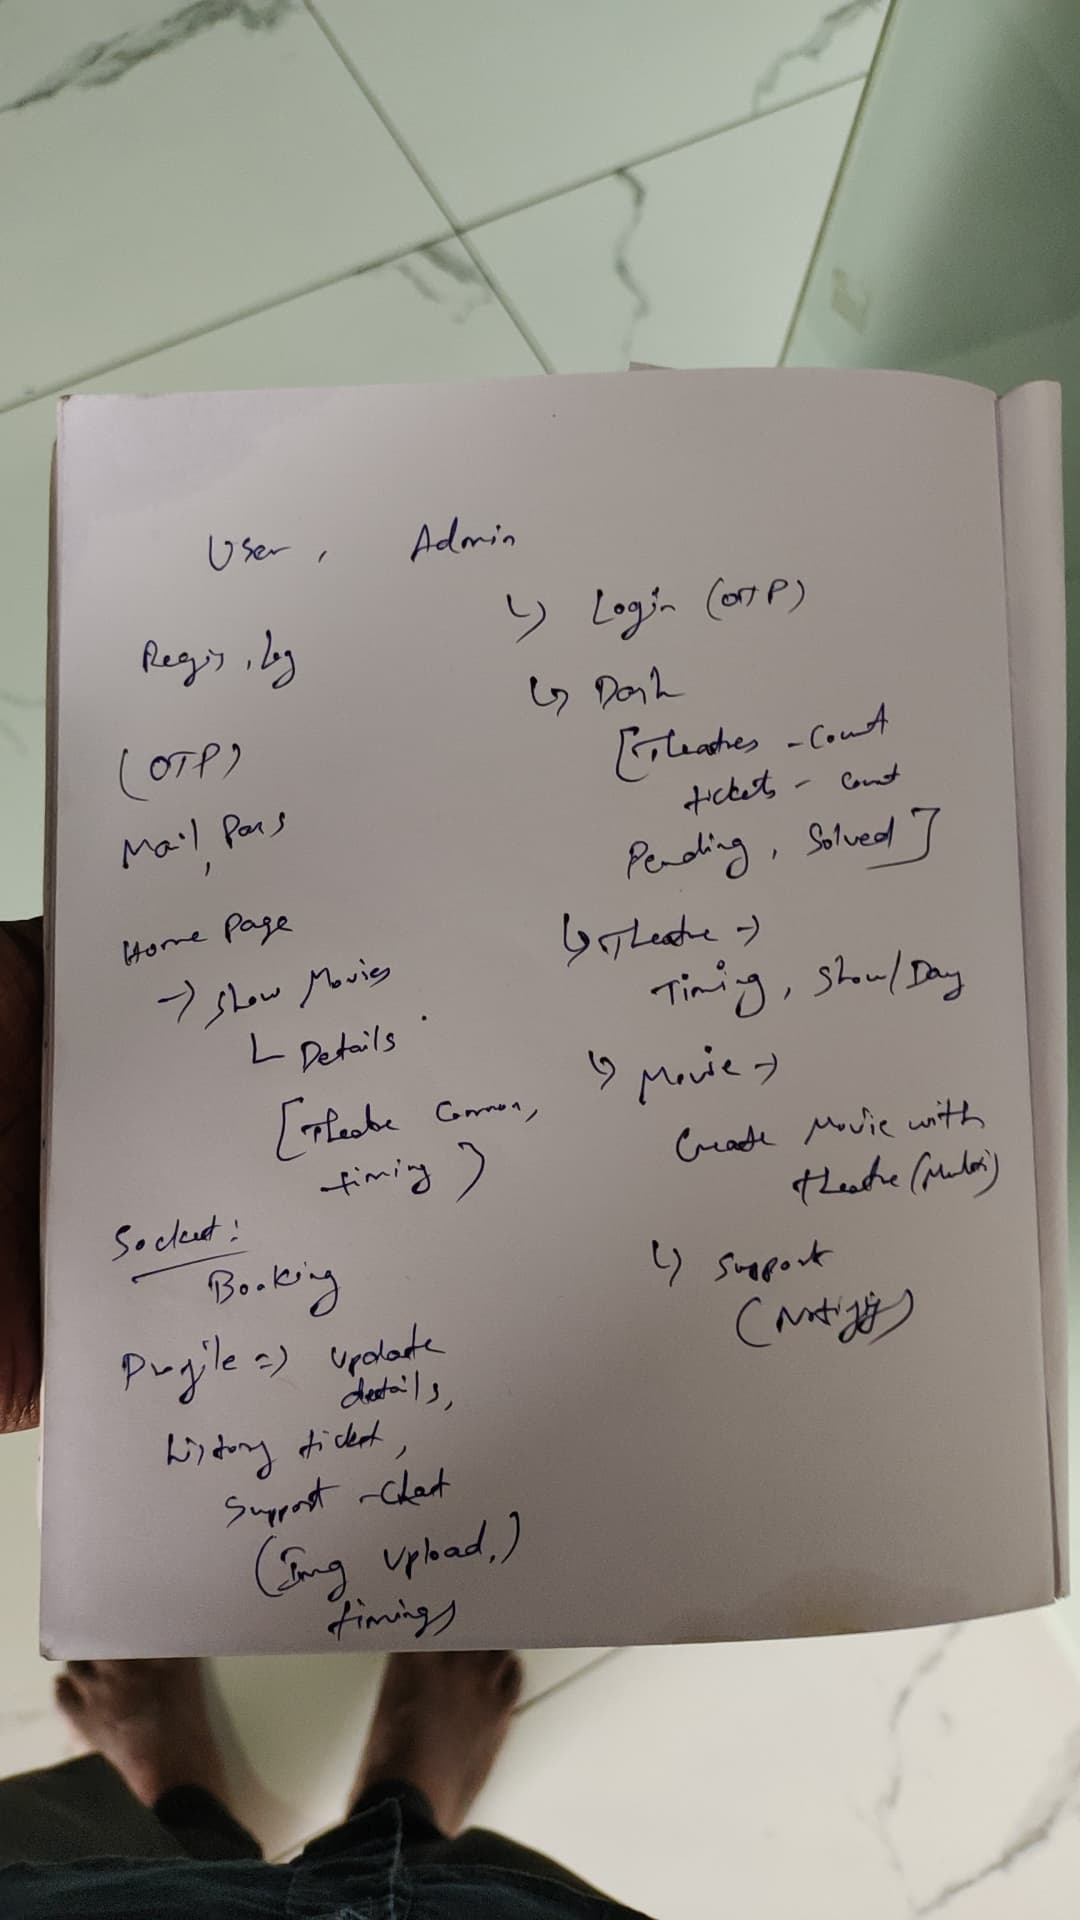 User, Admin
Regis, Log
(OTP)
Mail, Pass
Home Page
→ Show Movies
└ Details
[Theatre Common,
timing]
Socket:
Booking
Profile => Update
details,
history ticket,
Support - Chat
(Img Upload,)
timings
↳ Login (OTP)
↳ Dash
[Theatres - Count
tickets - Count
Pending, Solved]
↳ Theatre →
Timing, Show/Day
↳ Movie →
Create Movie with
theatre (Multi)
↳ Support
(Notify)